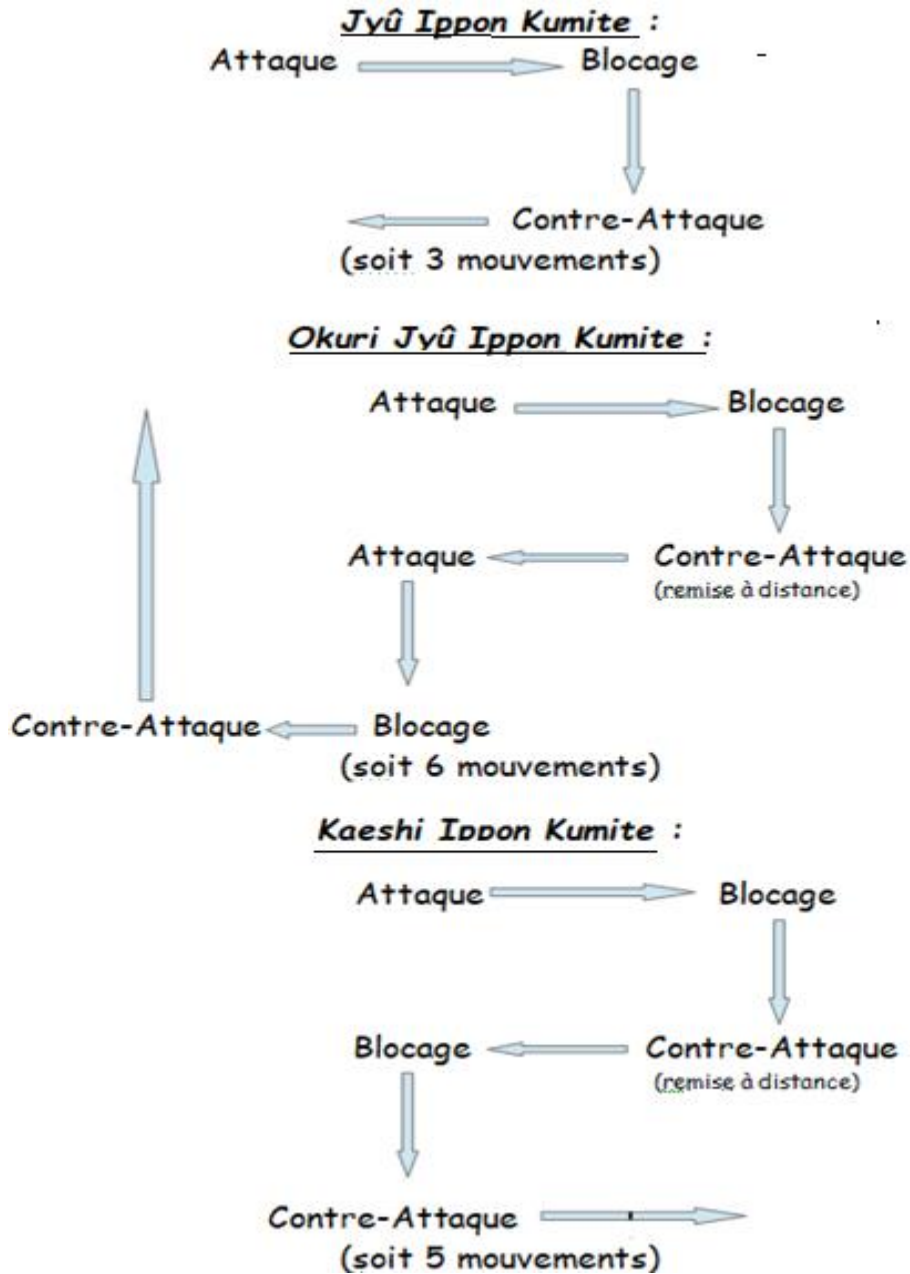 Jyû Ippon Kumite :
Attaque Blocage
Contre-Attaque
(soit 3 mouvements)
Okuri Jyû Ippon Kumite :
Attaque Blocage
Attaque Contre-Attaque
(remise à distance)
Contre-Attaque Blocage
(soit 6 mouvements)
Kaeshi Ippon Kumite :
Attaque Blocage
Blocage Contre-Attaque
(remise à distance)
Contre-Attaque
(soit 5 mouvements)